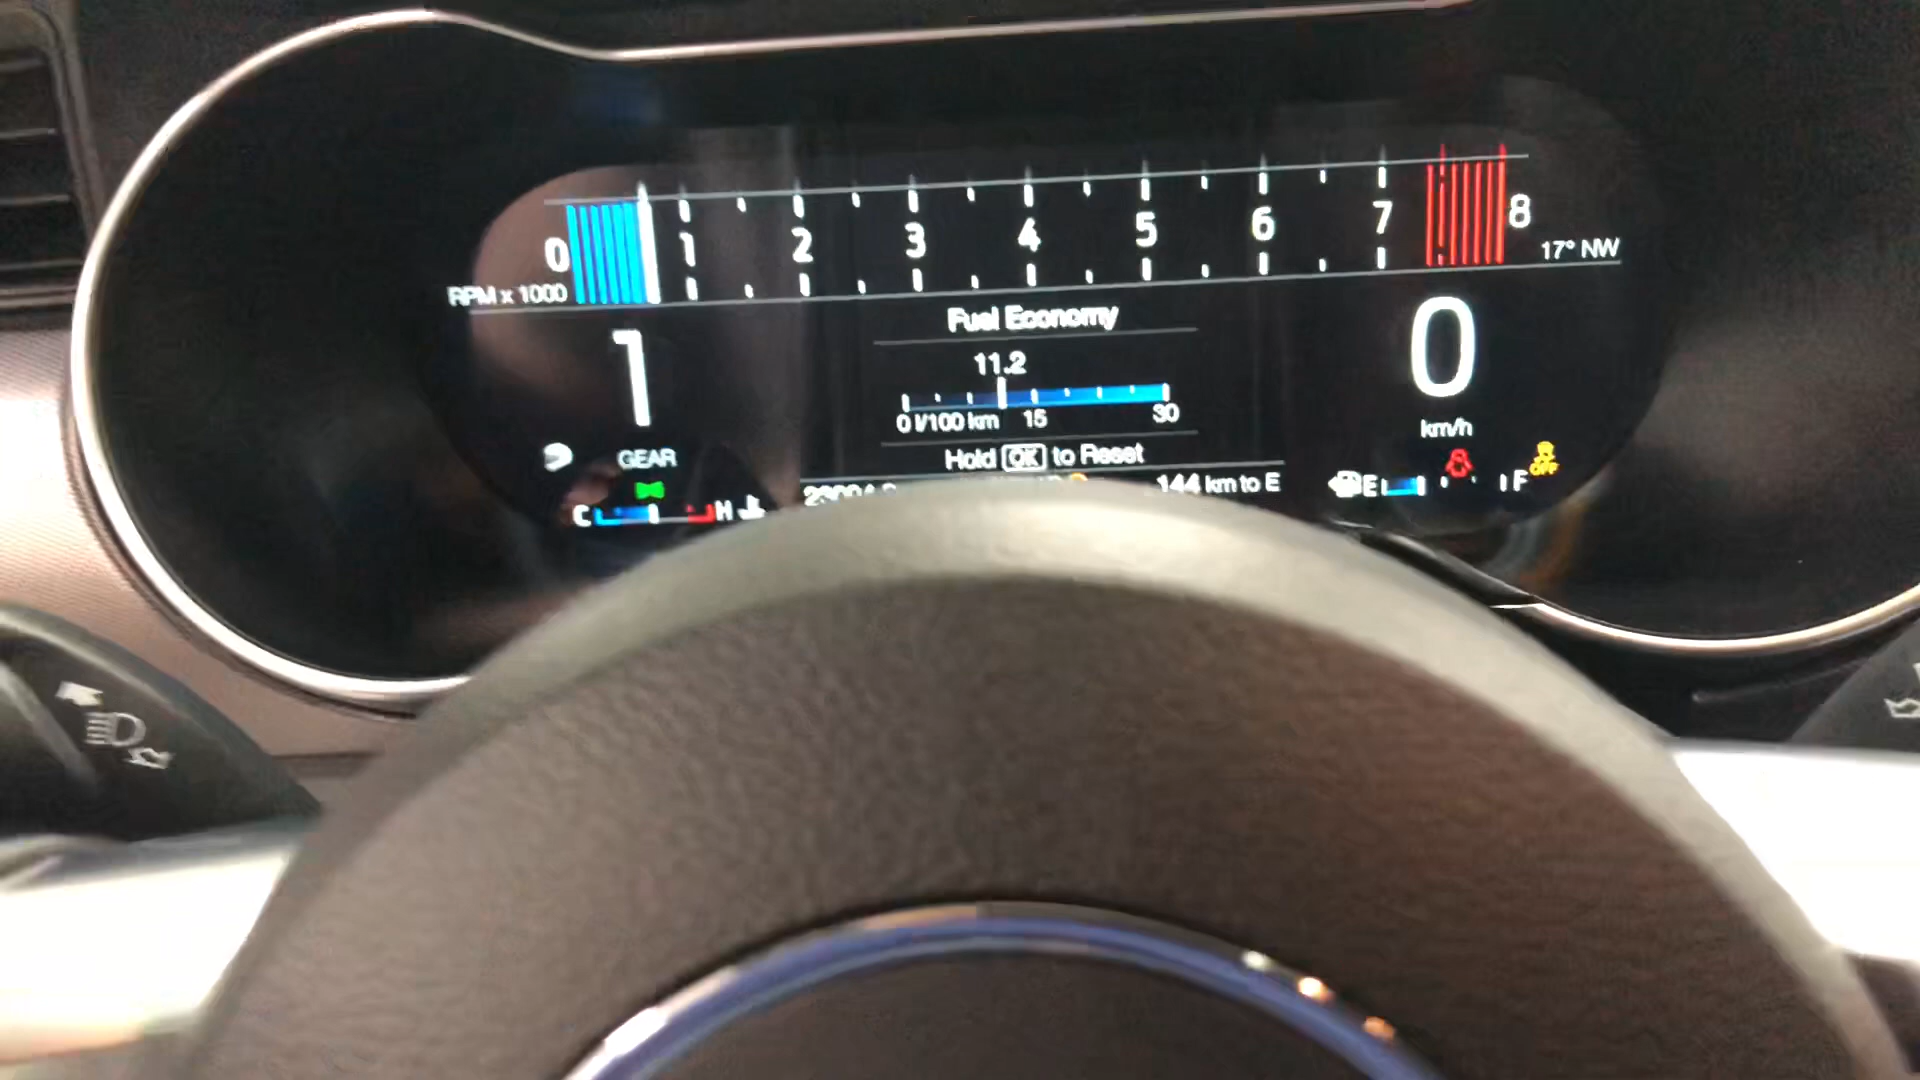 0 1 2 3 4 5 6 7 8
RPM x 1000
17° NW
Fuel Economy
1
11.2
0
0 l/100 km 15 30
km/h
GEAR
Hold OK to Reset
144 km to E
E F
OFF
C H